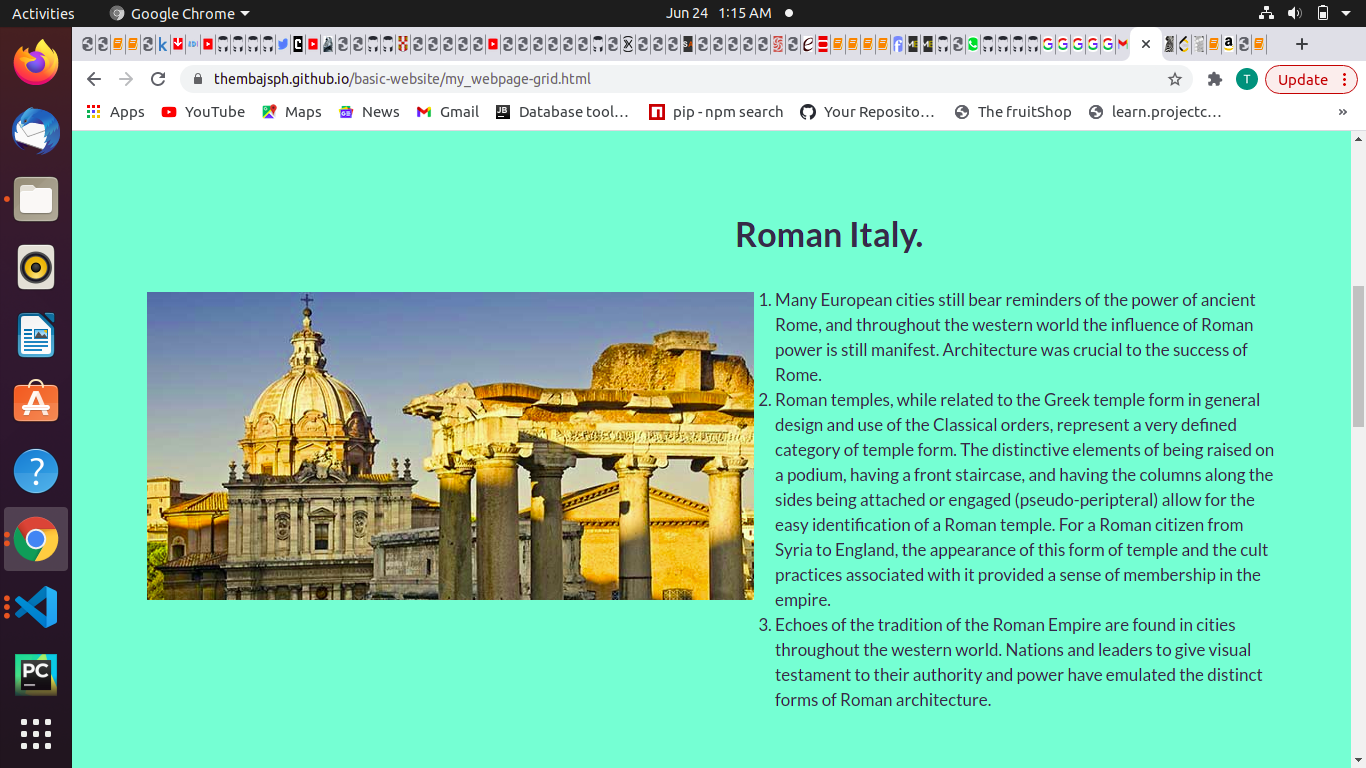 Activities
Google Chrome
Jun 24 1:15 AM
thembajsph.github.io/basic-website/my_webpage-grid.html
T
Update
Apps
YouTube
Maps
News
Gmail
Database tool…
pip - npm search
Your Reposito…
The fruitShop
learn.projectc…
»
Roman Italy.
1. Many European cities still bear reminders of the power of ancient
Rome, and throughout the western world the influence of Roman
power is still manifest. Architecture was crucial to the success of
Rome.
2. Roman temples, while related to the Greek temple form in general
design and use of the Classical orders, represent a very defined
category of temple form. The distinctive elements of being raised on
a podium, having a front staircase, and having the columns along the
sides being attached or engaged (pseudo-peripteral) allow for the
easy identification of a Roman temple. For a Roman citizen from
Syria to England, the appearance of this form of temple and the cult
practices associated with it provided a sense of membership in the
empire.
3. Echoes of the tradition of the Roman Empire are found in cities
throughout the western world. Nations and leaders to give visual
testament to their authority and power have emulated the distinct
forms of Roman architecture.
PC